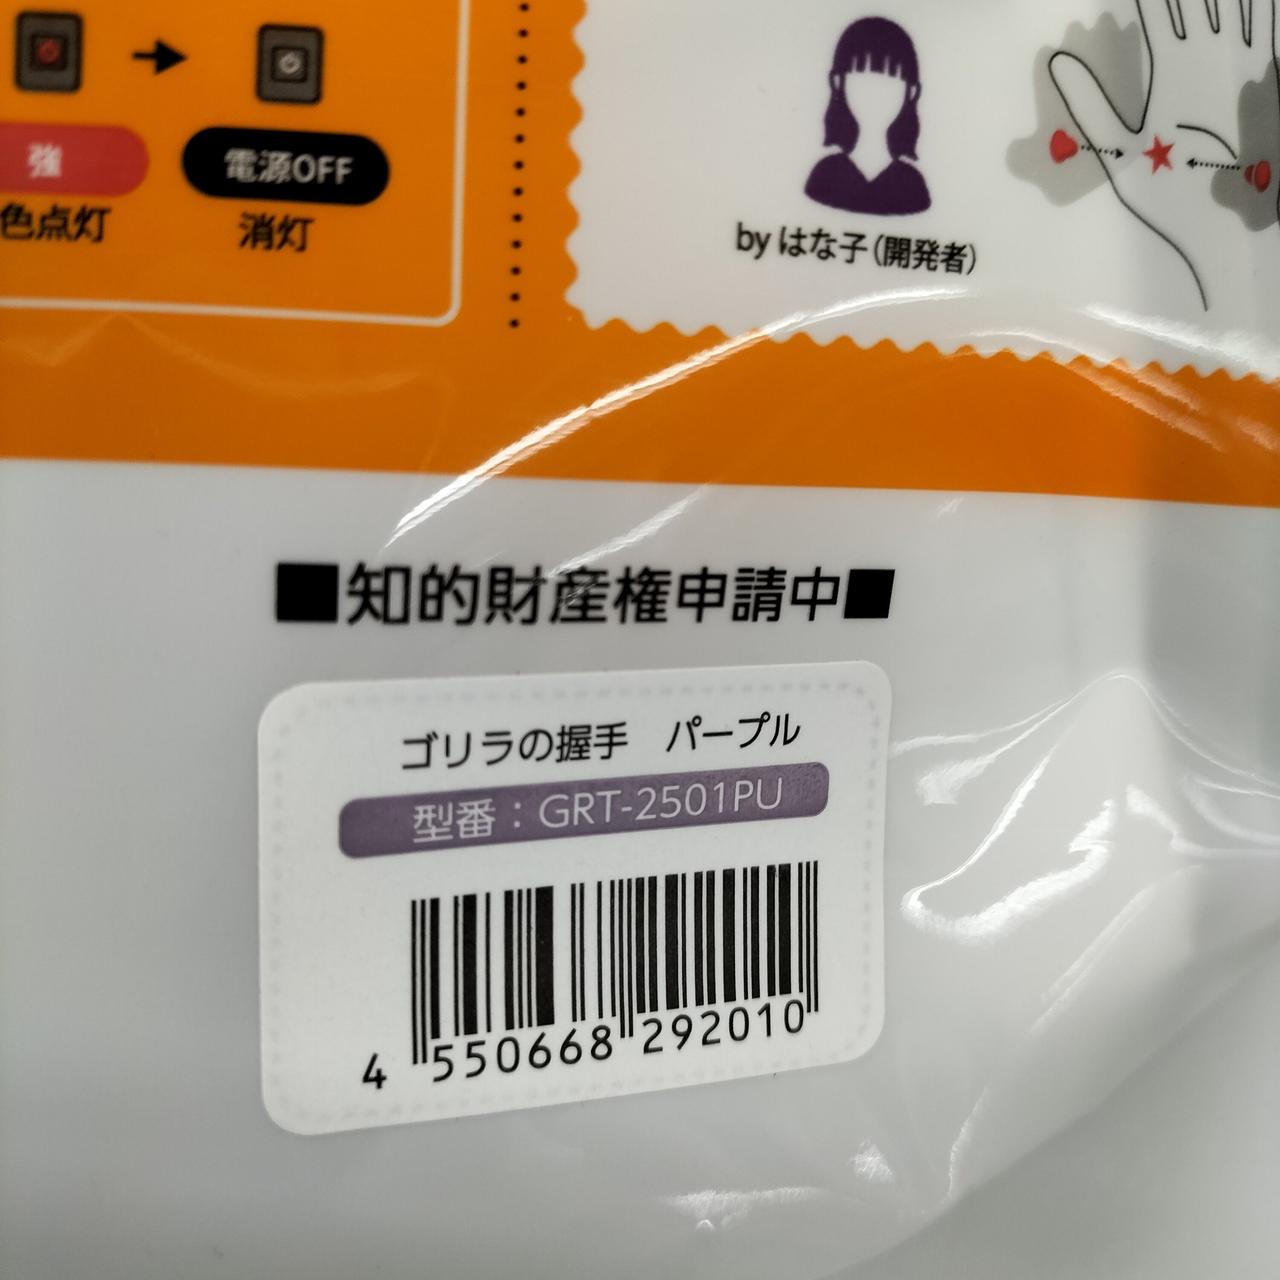 強
電源OFF
色点灯
消灯
by はな子(開発者)
■知的財産権申請中■
ゴリラの握手　パープル
型番：GRT-2501PU
4 550668 292010